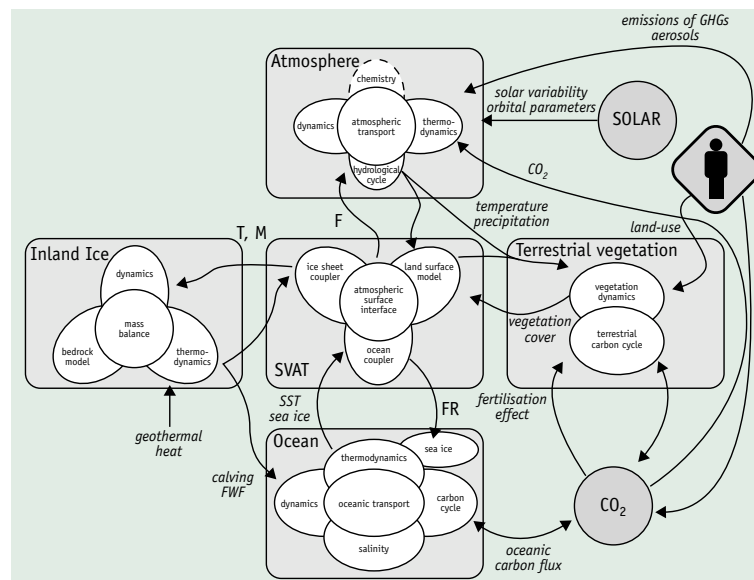 emissions of GHGs
aerosols
Atmosphere
chemistry
dynamics
atmospheric
transport
thermo-
dynamics
hydrological
cycle
solar variability
orbital parameters
SOLAR
CO₂
temperature
precipitation
F
T, M
land-use
Inland Ice
dynamics
mass
balance
bedrock
model
thermo-
dynamics
geothermal
heat
calving
FWF
ice sheet
coupler
land surface
model
atmospheric
surface
interface
ocean
coupler
SVAT
Terrestrial vegetation
vegetation
dynamics
terrestrial
carbon cycle
vegetation
cover
SST
sea ice
FR
fertilisation
effect
Ocean
thermodynamics
sea ice
dynamics
oceanic transport
carbon
cycle
salinity
oceanic
carbon flux
CO₂